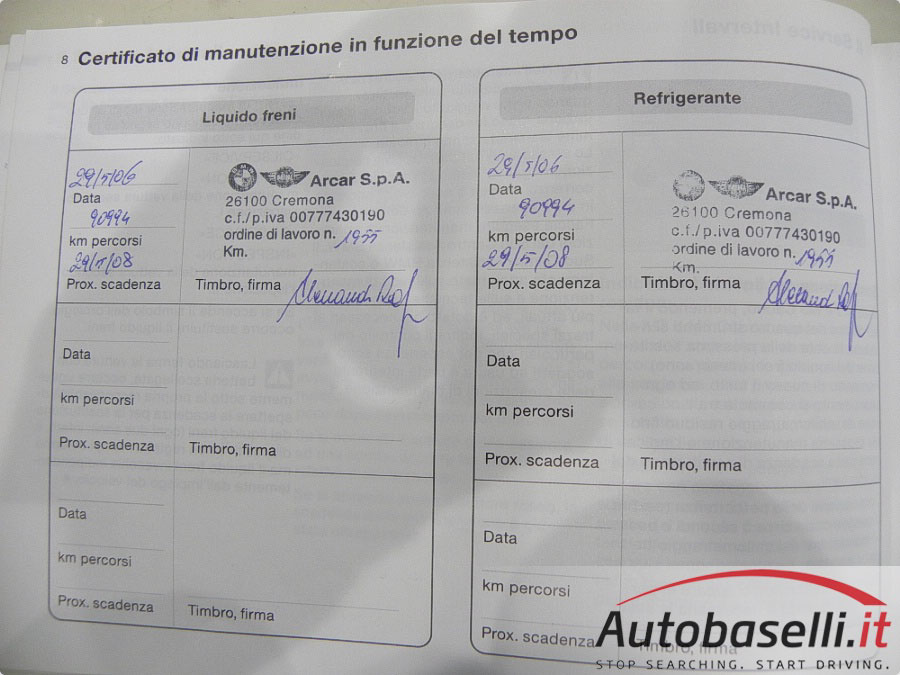 8 Certificato di manutenzione in funzione del tempo
Liquido freni
29/5/06
Data
90994
km percorsi
29/5/08
Prox. scadenza
Arcar S.p.A.
26100 Cremona
c.f./p.iva 00777430190
ordine di lavoro n. 1955
Km.
Timbro, firma
Data
km percorsi
Prox. scadenza
Timbro, firma
Data
km percorsi
Prox. scadenza
Timbro, firma
Refrigerante
29/5/06
Data
90994
km percorsi
29/5/08
Prox. scadenza
Arcar S.p.A.
26100 Cremona
c.f./p.iva 00777430190
ordine di lavoro n. 1955
Km.
Timbro, firma
Data
km percorsi
Prox. scadenza
Timbro, firma
Data
km percorsi
Prox. scadenza
Timbro, firma
Autobaselli.it
STOP SEARCHING. START DRIVING.